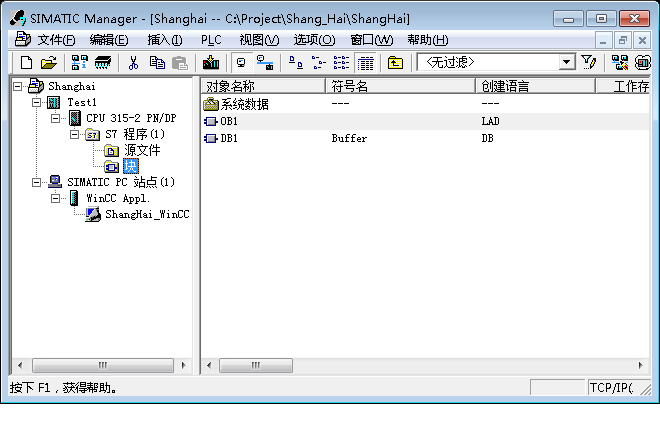 SIMATIC Manager - [Shanghai -- C:\Project\Shang_Hai\ShangHai]
文件(F) 编辑(E) 插入(I) PLC 视图(V) 选项(O) 窗口(W) 帮助(H)
<无过滤>
Shanghai
Test1
CPU 315-2 PN/DP
S7 程序(1)
源文件
块
SIMATIC PC 站点(1)
WinCC Appl.
ShangHai_WinCC
对象名称 符号名 创建语言 工作存
系统数据 --- ---
OB1 LAD
DB1 Buffer DB
按下 F1，获得帮助。 TCP/IP(.